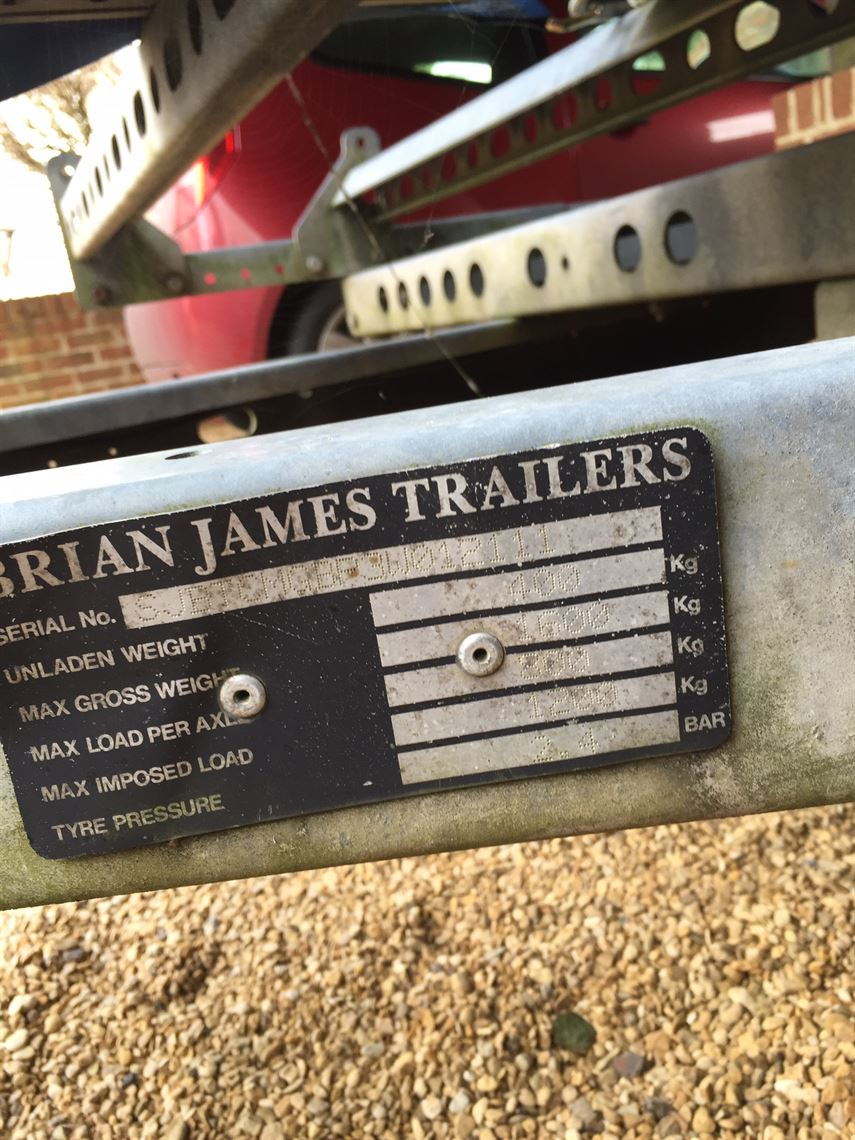 BRIAN JAMES TRAILERS
SERIAL No.
UNLADEN WEIGHT 400 Kg
MAX GROSS WEIGHT 1600 Kg
MAX LOAD PER AXLE 800 Kg
MAX IMPOSED LOAD 1200 Kg
TYRE PRESSURE 2.4 BAR